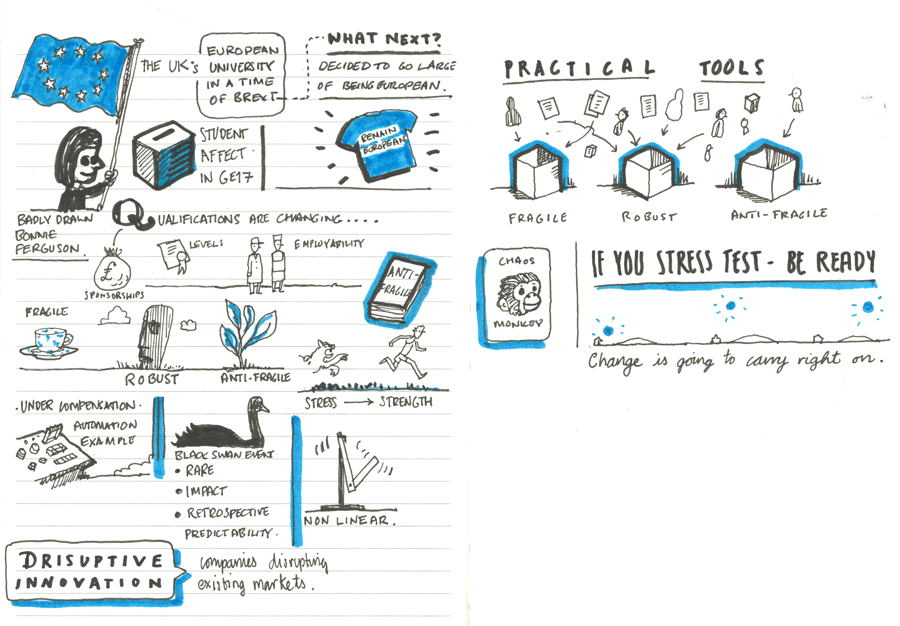 THE UK's
EUROPEAN
UNIVERSITY
IN A TIME
OF BREXIT
WHAT NEXT?
DECIDED TO GO LARGE
OF BEING EUROPEAN.
STUDENT
AFFECT
IN GE17
REMAIN
EUROPEAN
BADLY DRAWN
BONNIE
FERGUSON.
QUALIFICATIONS ARE CHANGING....
LEVELS
EMPLOYABILITY
£
SPONSORSHIPS
ANTI-
FRAGILE
FRAGILE
ROBUST
ANTI-FRAGILE
STRESS → STRENGTH
. UNDER COMPENSATION.
AUTOMATION
EXAMPLE
BLACK SWAN EVENT
• RARE
• IMPACT
• RETROSPECTIVE
PREDICTABILITY.
NON LINEAR.
DRISUPTIVE
INNOVATION
companies disrupting
existing markets.
PRACTICAL TOOLS
FRAGILE
ROBUST
ANTI-FRAGILE
CHAOS
MONKEY
IF YOU STRESS TEST - BE READY
Change is going to carry right on.